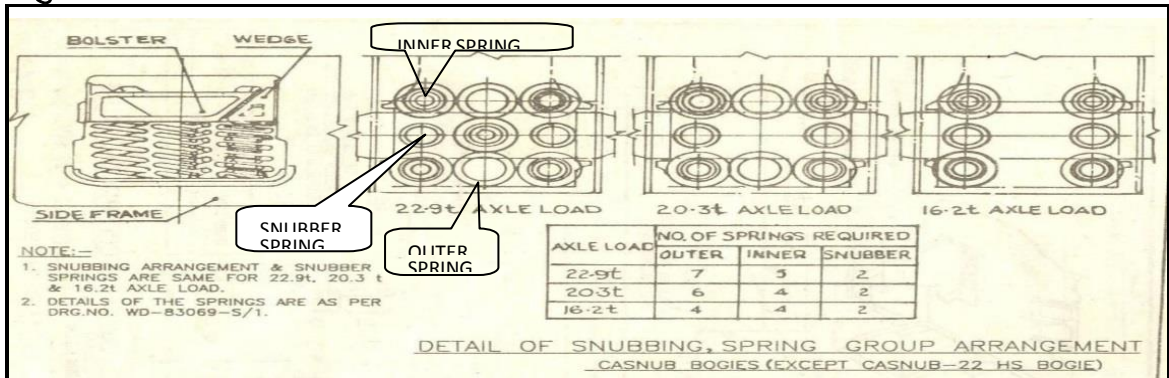 BOLSTER
WEDGE
INNER SPRING
SIDE FRAME
SNUBBER
SPRING
OUTER
SPRING
22.9t AXLE LOAD
20.3t AXLE LOAD
16.2t AXLE LOAD
NOTE:-
1. SNUBBING ARRANGEMENT & SNUBBER
SPRINGS ARE SAME FOR 22.9t, 20.3 t
& 16.2t AXLE LOAD.
2. DETAILS OF THE SPRINGS ARE AS PER
DRG.NO. WD-83069-S/1.
AXLE LOAD NO. OF SPRINGS REQUIRED
OUTER INNER SNUBBER
22.9t 7 5 2
20.3t 6 4 2
16.2t 4 4 2
DETAIL OF SNUBBING, SPRING GROUP ARRANGEMENT
CASNUB BOGIES (EXCEPT CASNUB-22 HS BOGIE)